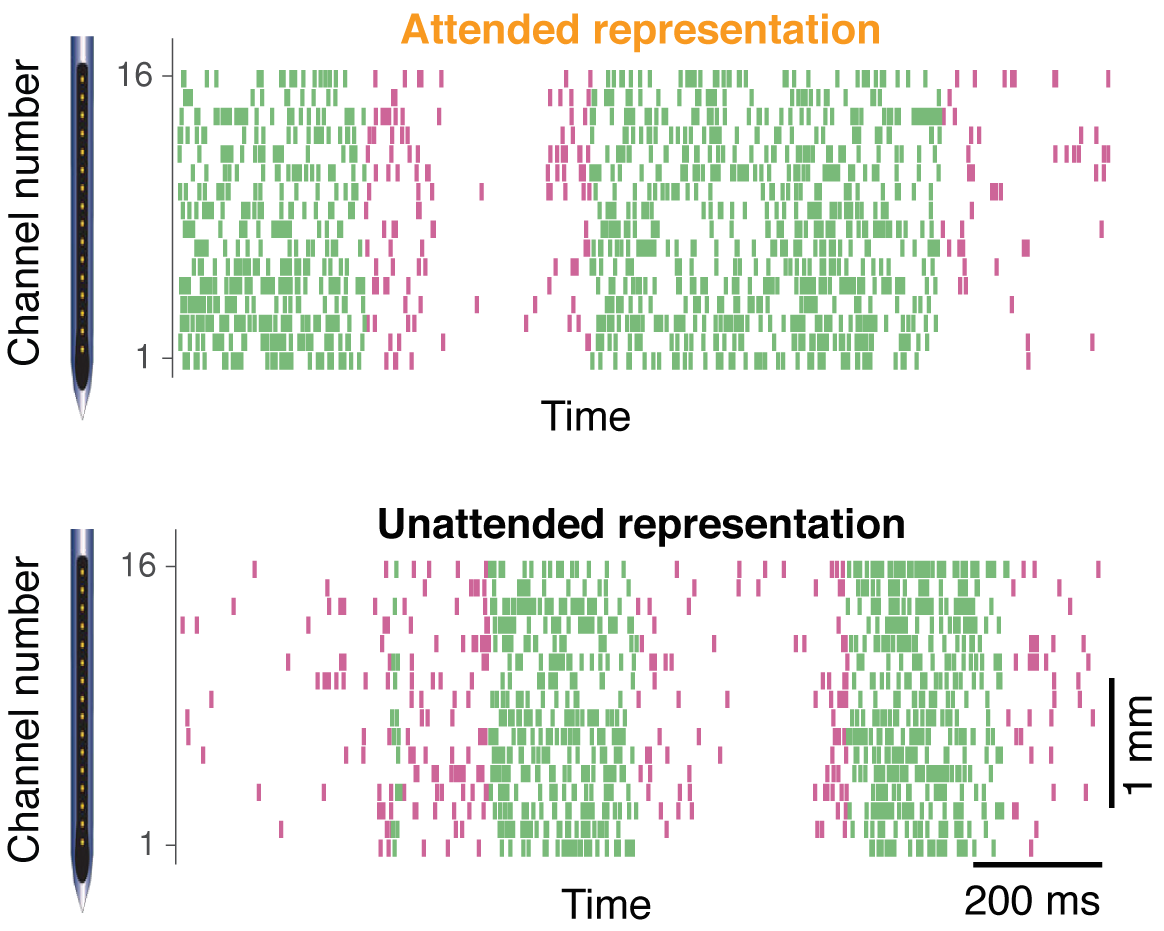 Attended representation
Channel number
16
1
Time
Unattended representation
Channel number
16
1
1 mm
Time
200 ms